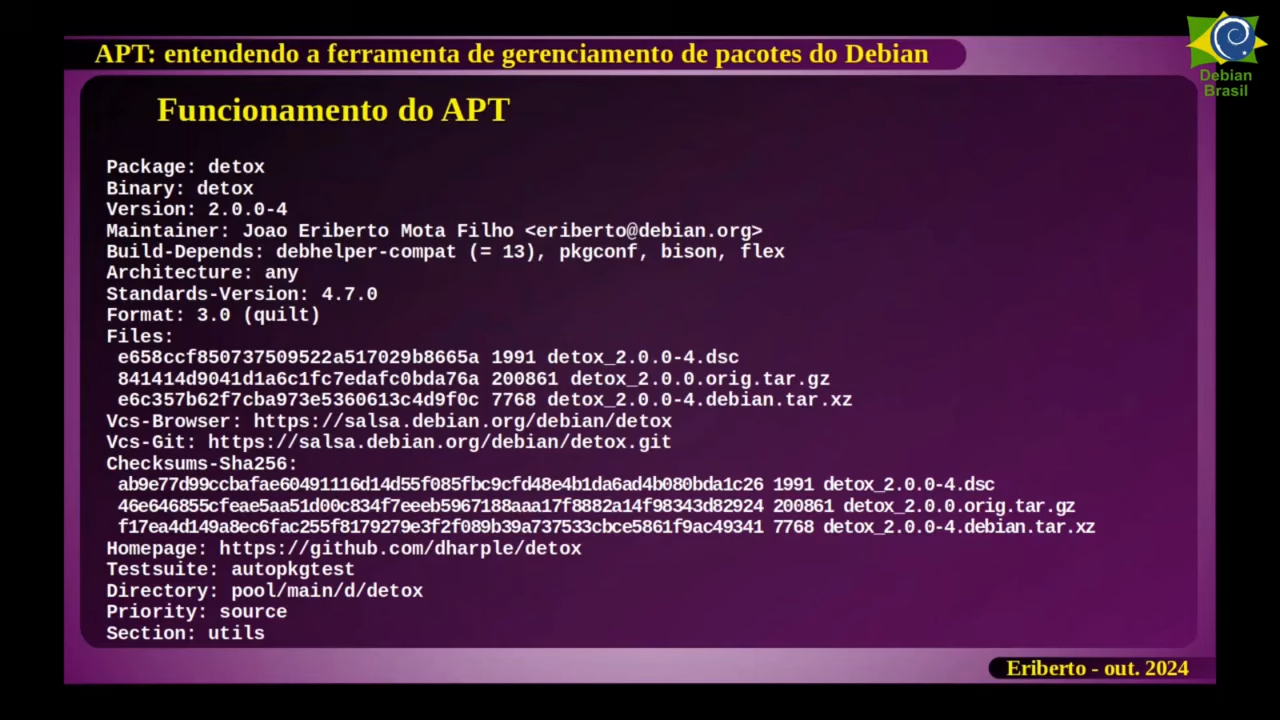 APT: entendendo a ferramenta de gerenciamento de pacotes do Debian
Debian
Brasil
Funcionamento do APT
Package: detox
Binary: detox
Version: 2.0.0-4
Maintainer: Joao Eriberto Mota Filho <eriberto@debian.org>
Build-Depends: debhelper-compat (= 13), pkgconf, bison, flex
Architecture: any
Standards-Version: 4.7.0
Format: 3.0 (quilt)
Files:
e658ccf850737509522a517029b8665a 1991 detox_2.0.0-4.dsc
841414d9041d1a6c1fc7edafc0bda76a 200861 detox_2.0.0.orig.tar.gz
e6c357b62f7cba973e5360613c4d9f0c 7768 detox_2.0.0-4.debian.tar.xz
Vcs-Browser: https://salsa.debian.org/debian/detox
Vcs-Git: https://salsa.debian.org/debian/detox.git
Checksums-Sha256:
ab9e77d99ccbafae60491116d14d55f085fbc9cfd48e4b1da6ad4b080bda1c26 1991 detox_2.0.0-4.dsc
46e646855cfeae5aa51d00c834f7eeeb5967188aaa17f8882a14f98343d82924 200861 detox_2.0.0.orig.tar.gz
f17ea4d149a8ec6fac255f8179279e3f2f089b39a737533cbce5861f9ac49341 7768 detox_2.0.0-4.debian.tar.xz
Homepage: https://github.com/dharple/detox
Testsuite: autopkgtest
Directory: pool/main/d/detox
Priority: source
Section: utils
Eriberto - out. 2024